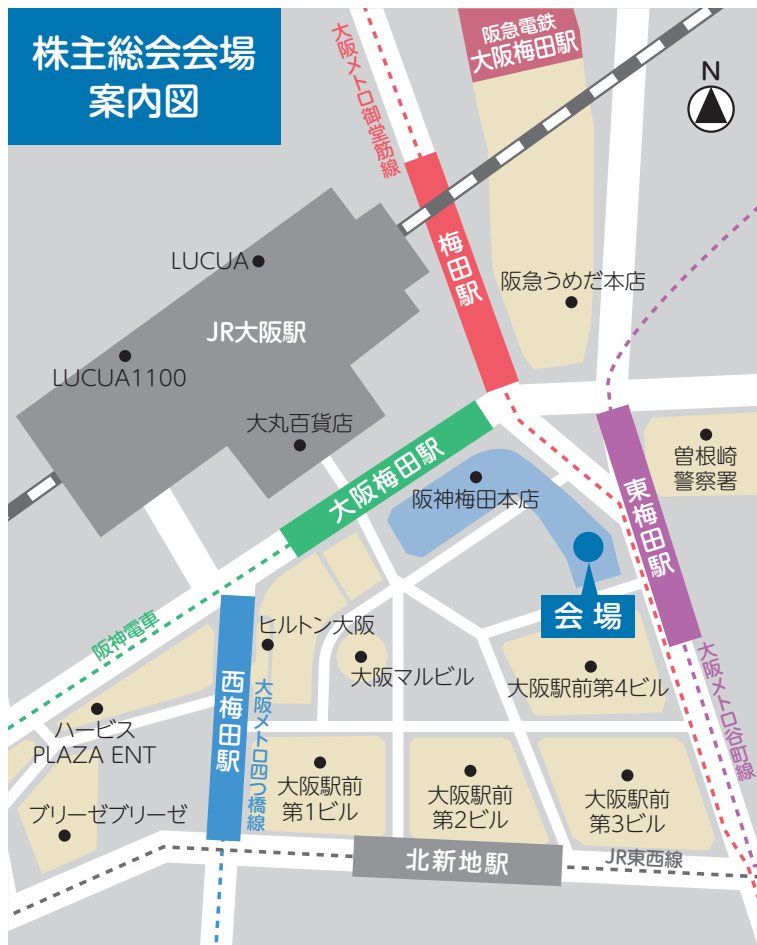 株主総会会場
案内図
大阪メトロ御堂筋線
阪急電鉄
大阪梅田駅
N
梅田駅
LUCUA
阪急うめだ本店
JR大阪駅
LUCUA1100
大丸百貨店
大阪梅田駅
阪神梅田本店
曽根崎
警察署
東梅田駅
会場
阪神電車
ヒルトン大阪
大阪マルビル
大阪駅前第4ビル
西梅田駅
大阪メトロ四つ橋線
大阪メトロ谷町線
ハービス
PLAZA ENT
大阪駅前
第1ビル
大阪駅前
第2ビル
大阪駅前
第3ビル
ブリーゼブリーゼ
北新地駅
JR東西線